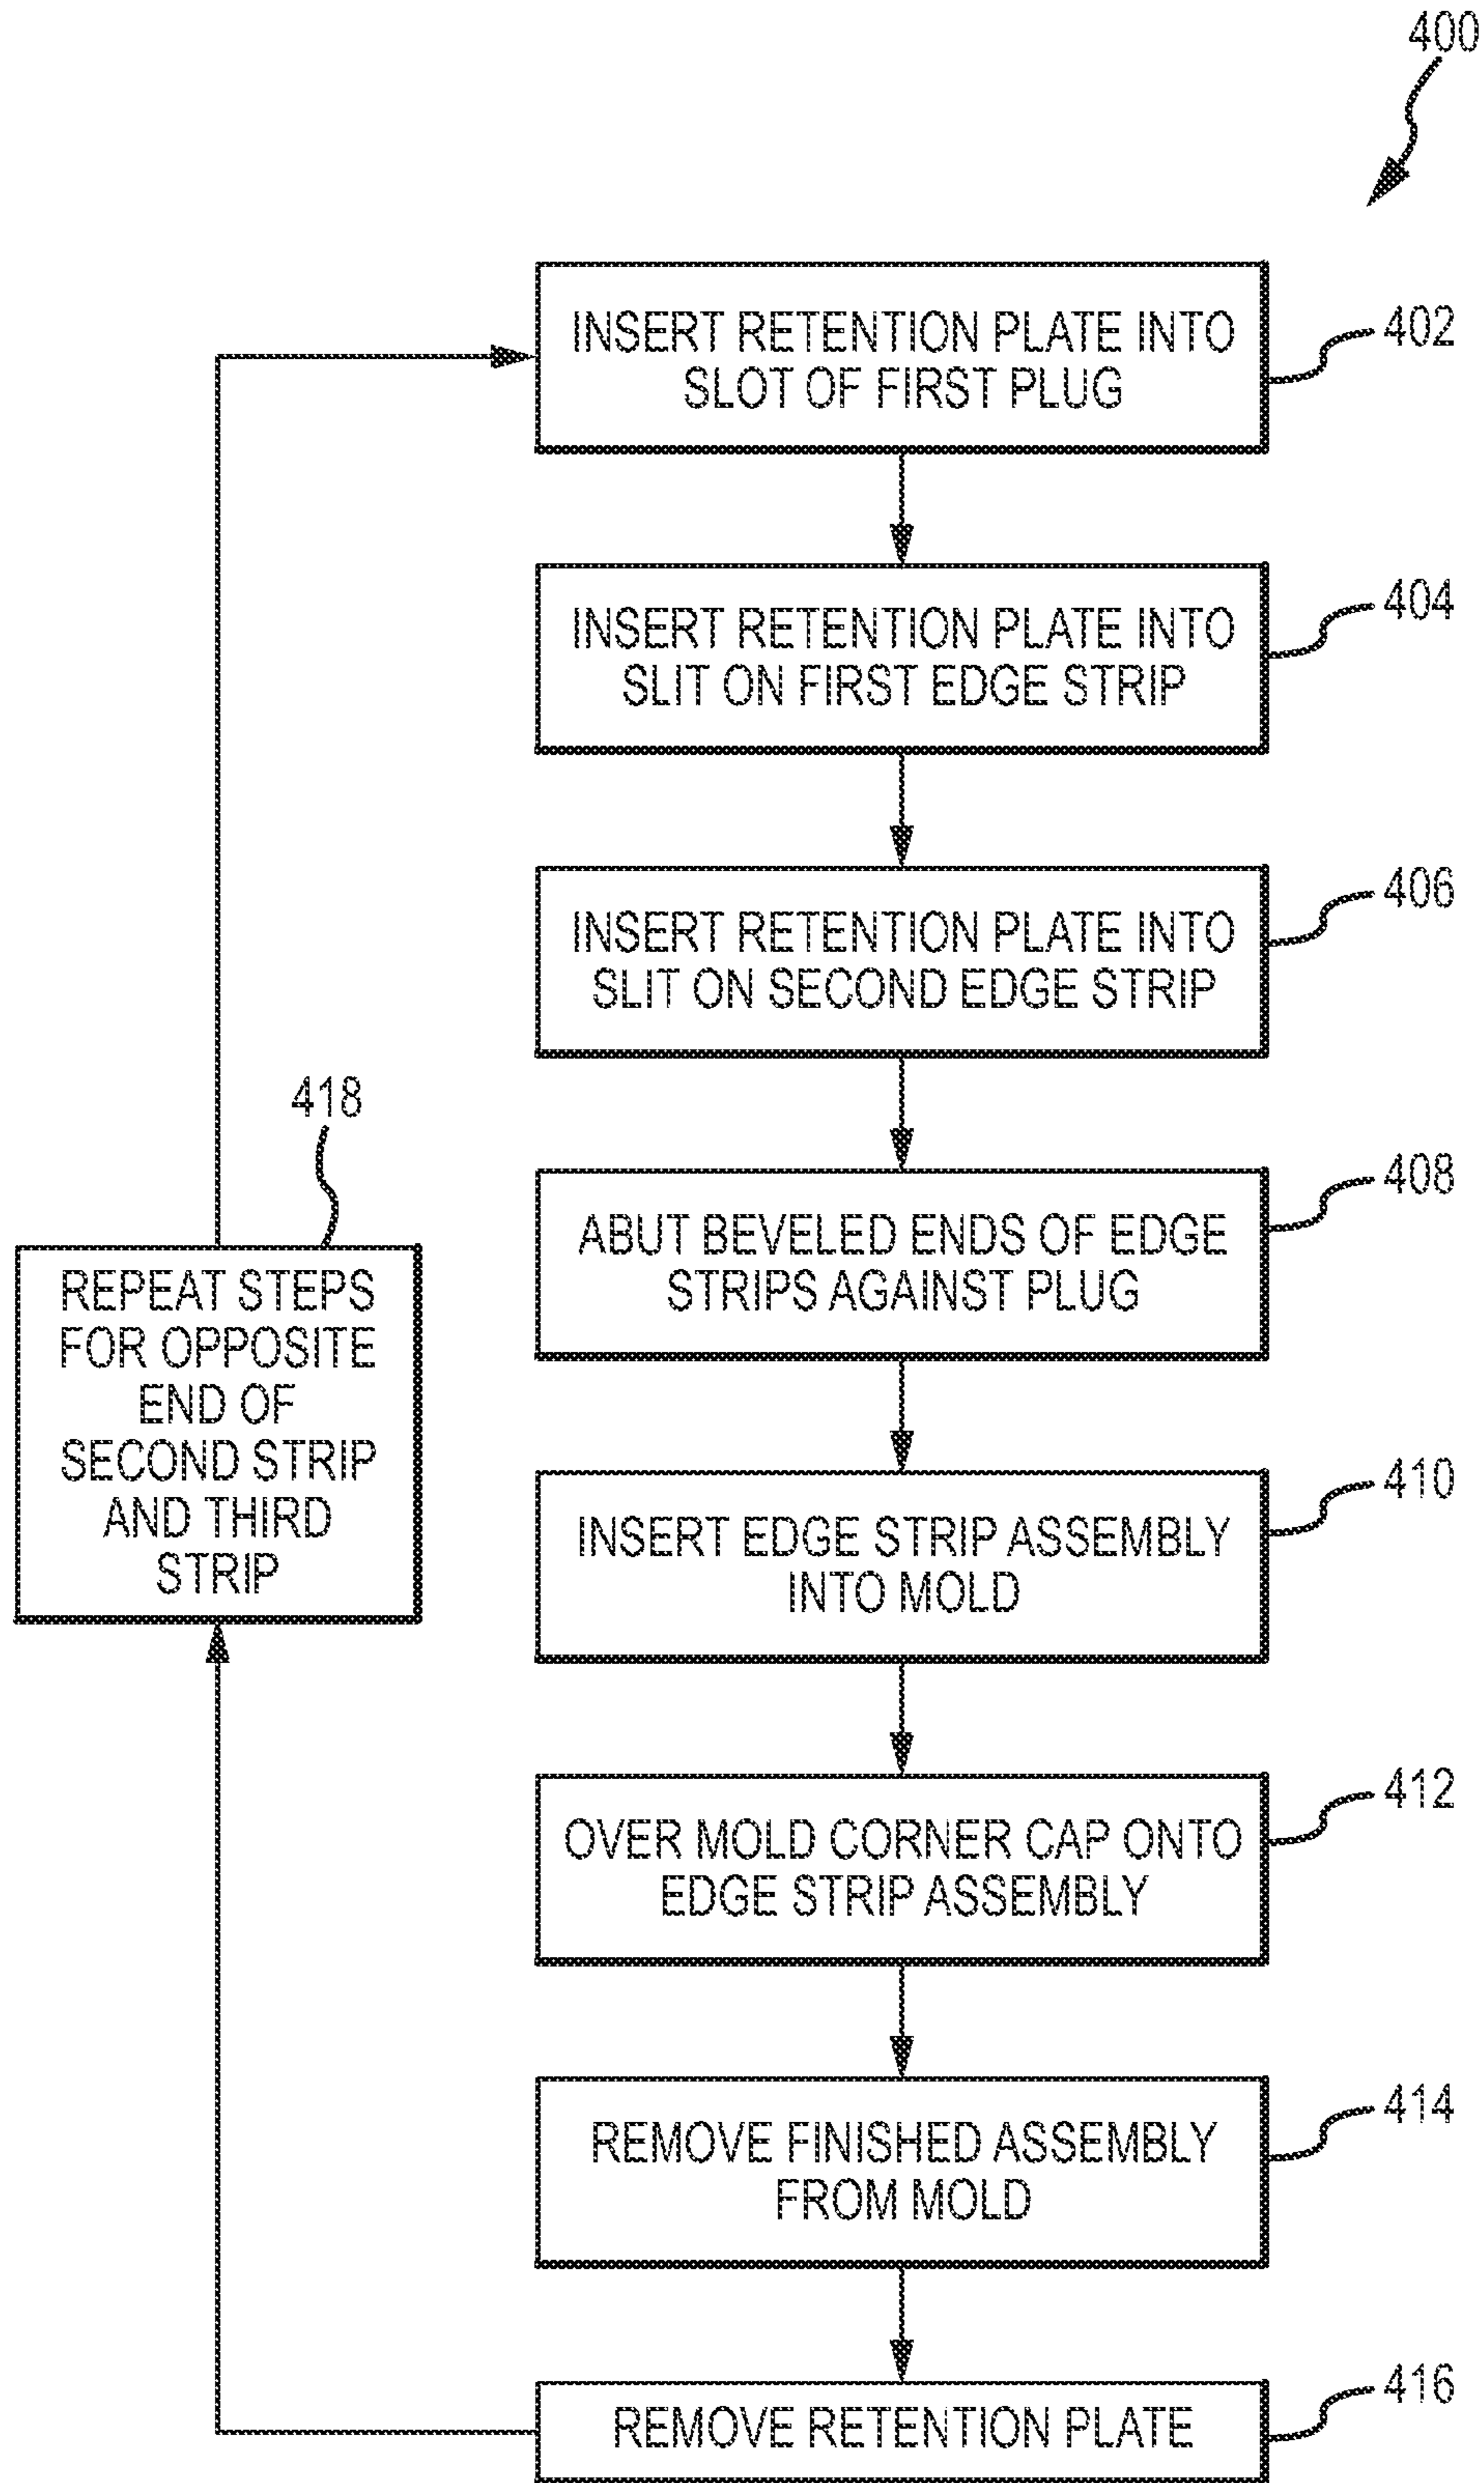 400
INSERT RETENTION PLATE INTO
SLOT OF FIRST PLUG
402
INSERT RETENTION PLATE INTO
SLIT ON FIRST EDGE STRIP
404
INSERT RETENTION PLATE INTO
SLIT ON SECOND EDGE STRIP
406
ABUT BEVELED ENDS OF EDGE
STRIPS AGAINST PLUG
408
INSERT EDGE STRIP ASSEMBLY
INTO MOLD
410
OVER MOLD CORNER CAP ONTO
EDGE STRIP ASSEMBLY
412
REMOVE FINISHED ASSEMBLY
FROM MOLD
414
REMOVE RETENTION PLATE
416
418
REPEAT STEPS
FOR OPPOSITE
END OF
SECOND STRIP
AND THIRD
STRIP